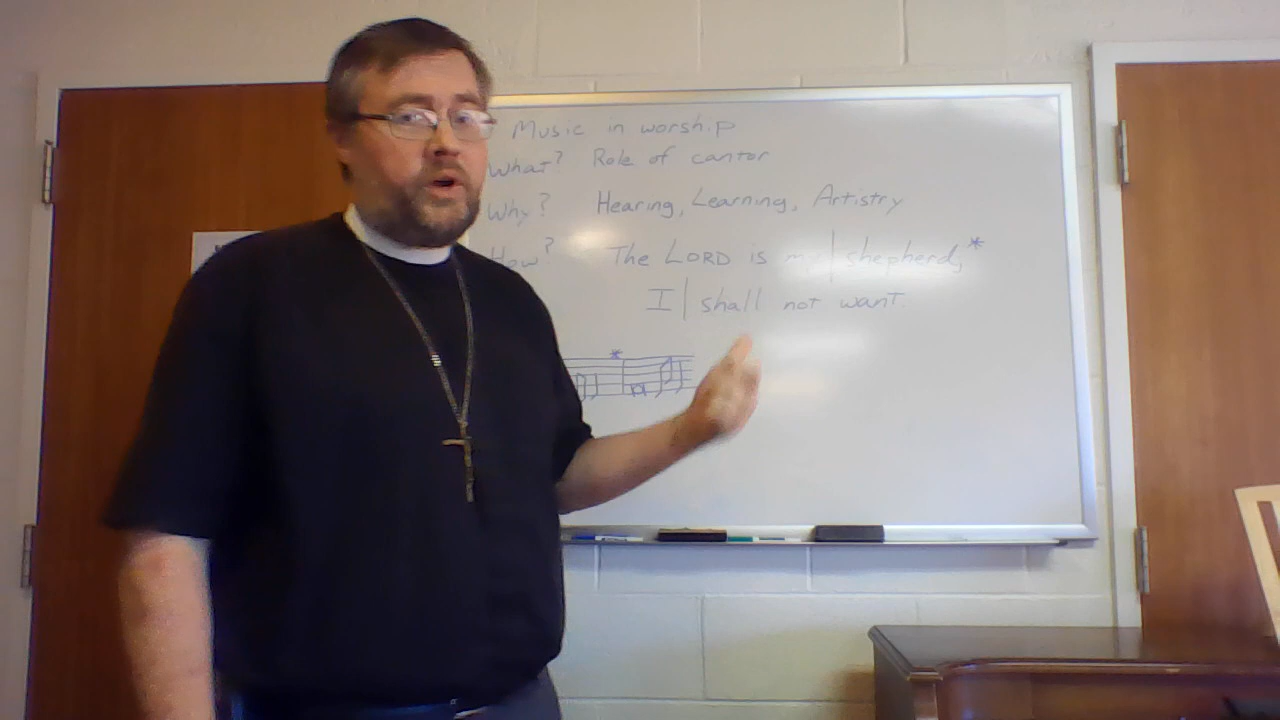 Music in worship
What? Role of cantor
Why? Hearing, Learning, Artistry
How? The LORD is my | shepherd,*
I | shall not want.
*